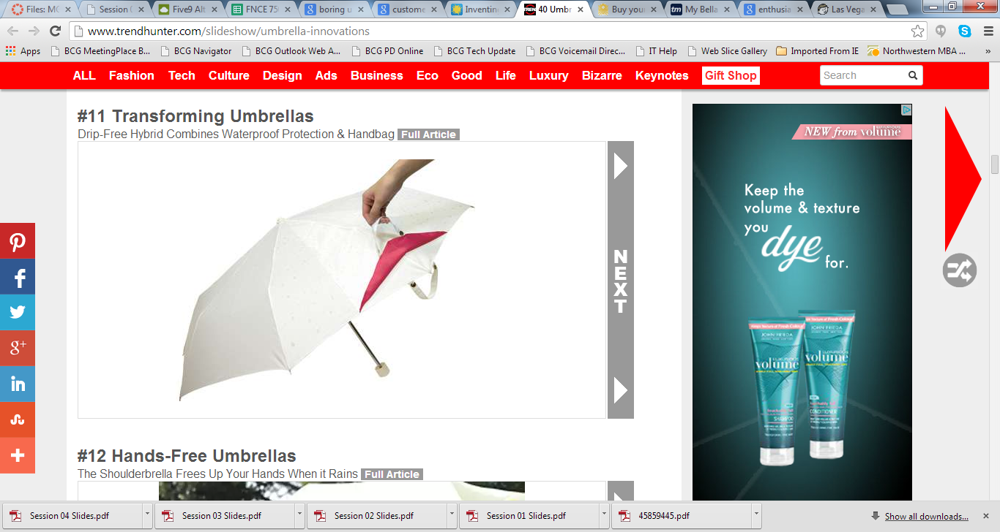 Files: MG
Session 0
Five9 Alt
FNCE 750
boring u
custome
Inventin
40 Umbr
Buy your
My Bella
enthusia
Las Vega
www.trendhunter.com/slideshow/umbrella-innovations
Apps
BCG MeetingPlace B...
BCG Navigator
BCG Outlook Web A...
BCG PD Online
BCG Tech Update
BCG Voicemail Direc...
IT Help
Web Slice Gallery
Imported From IE
Northwestern MBA ...
»
ALL Fashion Tech Culture Design Ads Business Eco Good Life Luxury Bizarre Keynotes Gift Shop
Search
#11 Transforming Umbrellas
Drip-Free Hybrid Combines Waterproof Protection & Handbag Full Article
NEXT
#12 Hands-Free Umbrellas
The Shoulderbrella Frees Up Your Hands When it Rains Full Article
NEW from volume
Keep the
volume & texture
you dye for.
JOHN FRIEDA
volume
SHAMPOO
JOHN FRIEDA
volume
CONDITIONER
Session 04 Slides.pdf
Session 03 Slides.pdf
Session 02 Slides.pdf
Session 01 Slides.pdf
45859445.pdf
Show all downloads...